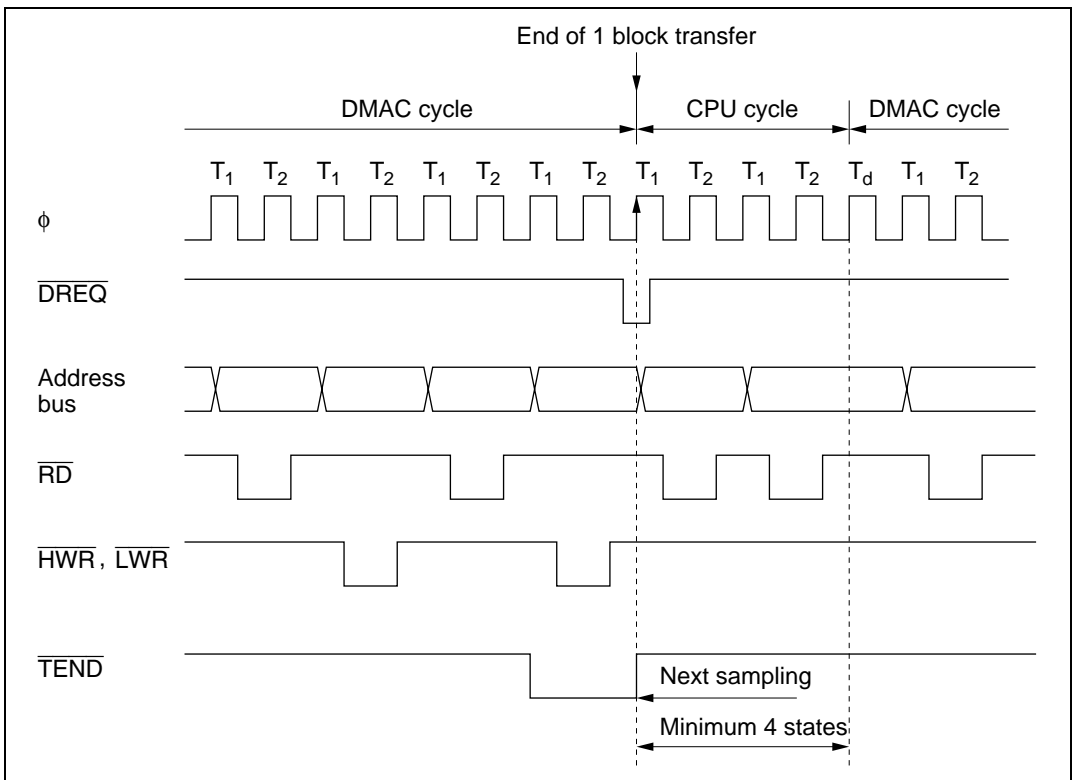 End of 1 block transfer
DMAC cycle CPU cycle DMAC cycle
T1 T2 T1 T2 T1 T2 T1 T2 T1 T2 T1 T2 Td T1 T2
φ
DREQ
Address
bus
RD
HWR, LWR
TEND
Next sampling
Minimum 4 states